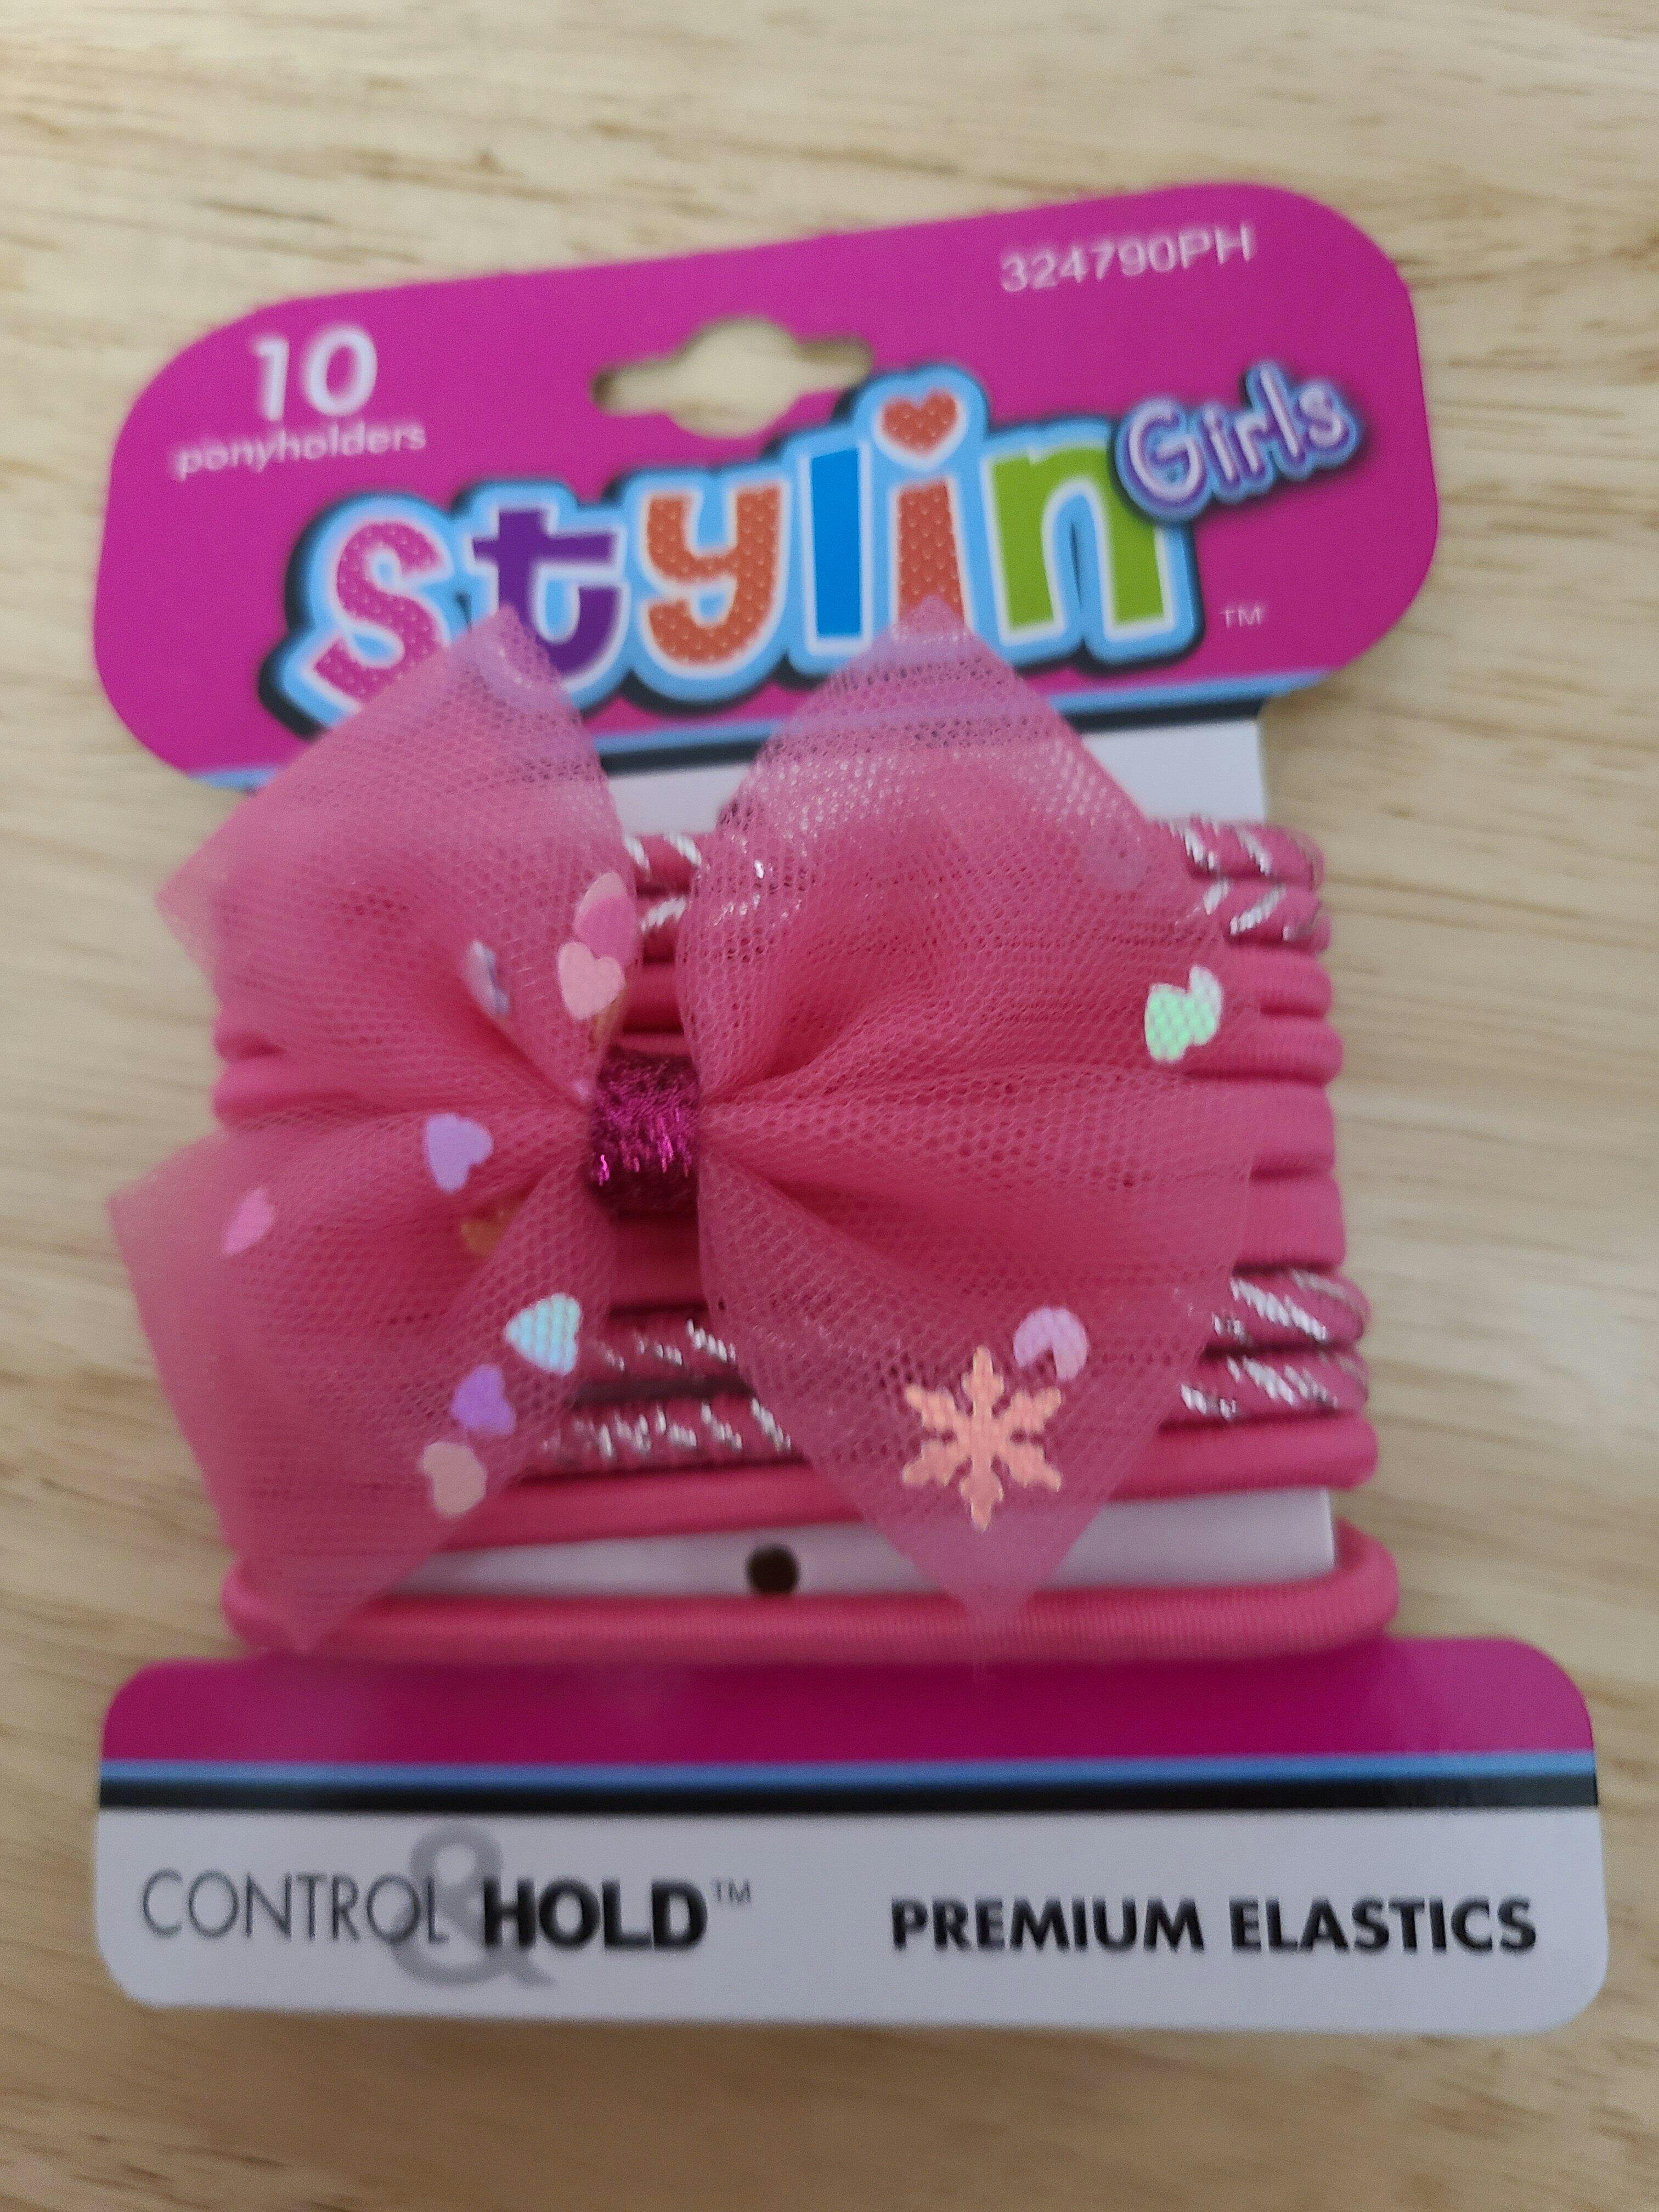 324790PH
10
ponyholders
Stylin Girls ™
CONTROL & HOLD™
PREMIUM ELASTICS